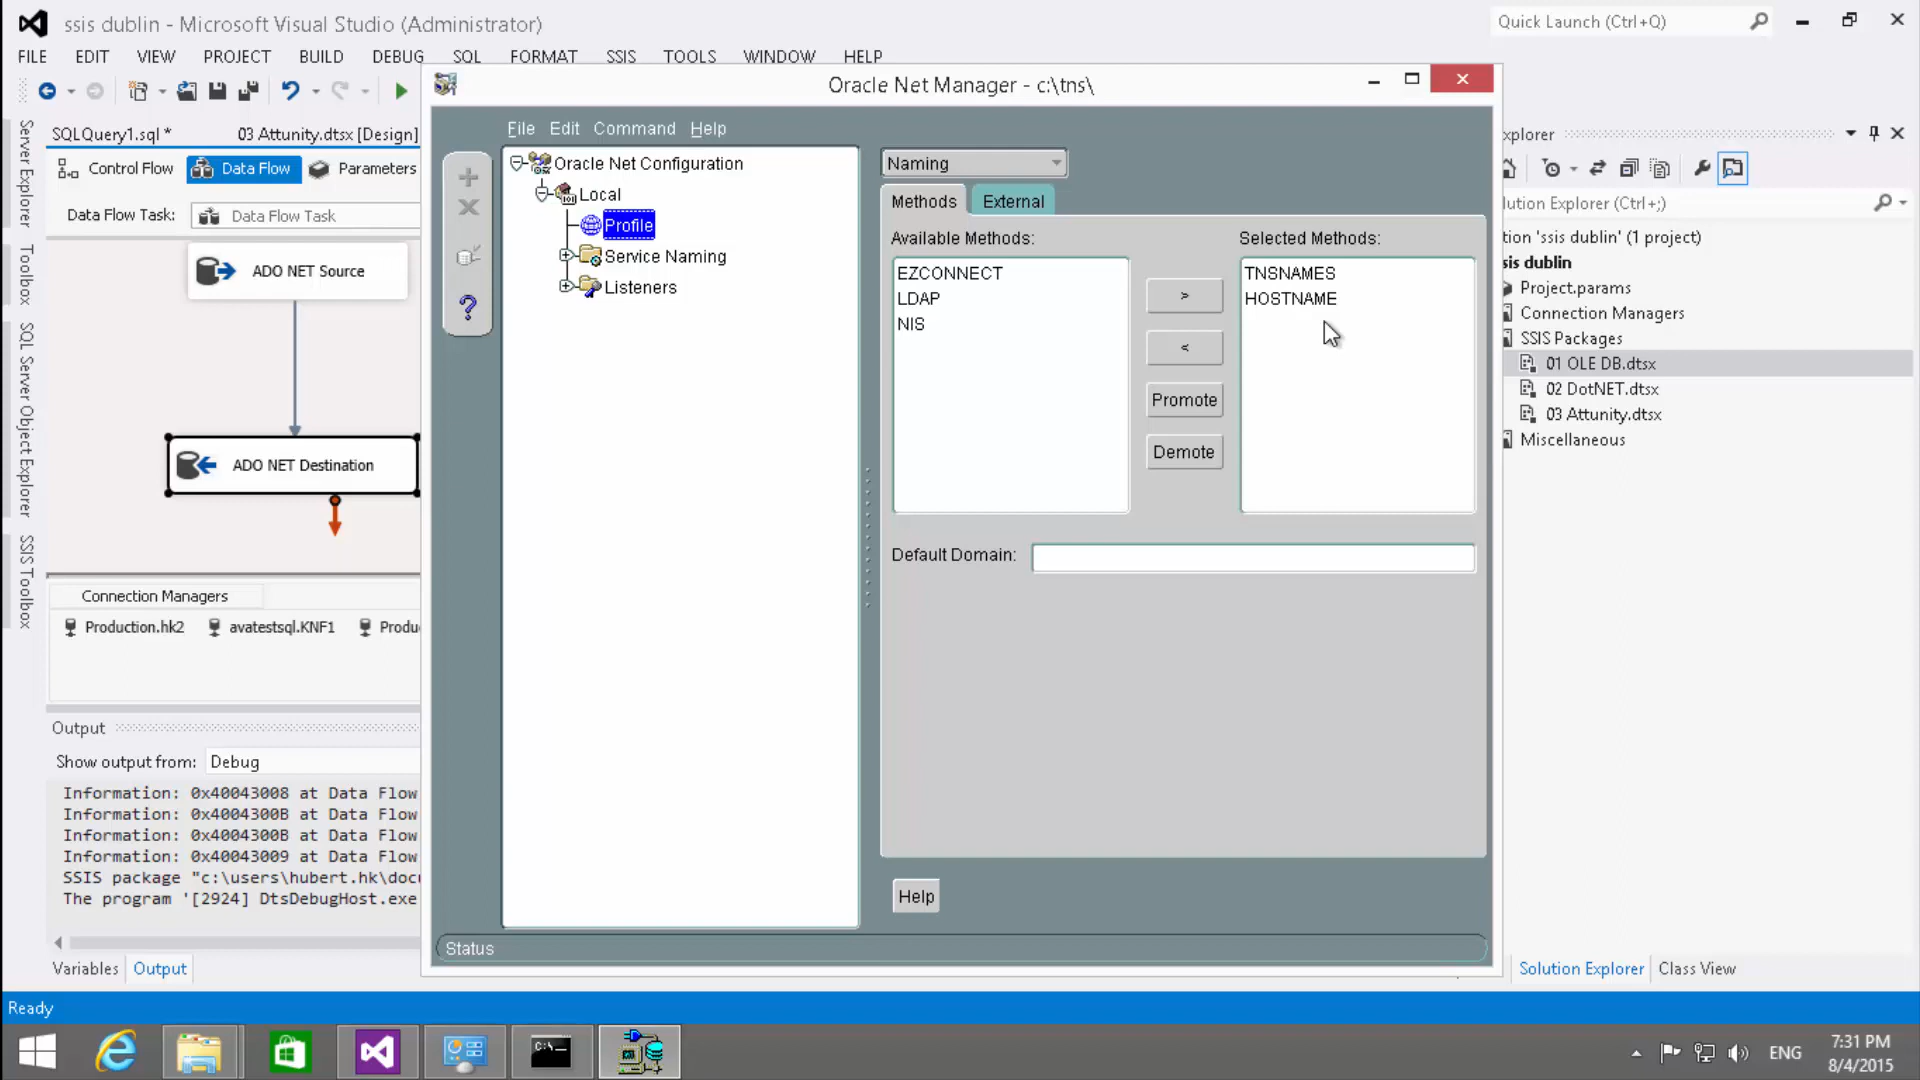 ssis dublin - Microsoft Visual Studio (Administrator)
Quick Launch (Ctrl+Q)
FILE EDIT VIEW PROJECT BUILD DEBUG SQL FORMAT SSIS TOOLS WINDOW HELP
Oracle Net Manager - c:\tns\
File Edit Command Help
SQLQuery1.sql *
03 Attunity.dtsx [Design]
Control Flow
Data Flow
Parameters
Data Flow Task:
Data Flow Task
ADO NET Source
ADO NET Destination
Server Explorer
Toolbox
SQL Server Object Explorer
SSIS Toolbox
Connection Managers
Production.hk2
avatestsql.KNF1
Produ
Output
Show output from:
Debug
Information: 0x40043008 at Data Flow
Information: 0x4004300B at Data Flow
Information: 0x4004300B at Data Flow
Information: 0x40043009 at Data Flow
SSIS package "c:\users\hubert.hk\docu
The program '[2924] DtsDebugHost.exe
Variables
Output
Oracle Net Configuration
Local
Profile
Service Naming
Listeners
Naming
Methods
External
Available Methods:
EZCONNECT
LDAP
NIS
>
<
Promote
Demote
Selected Methods:
TNSNAMES
HOSTNAME
Default Domain:
Help
Status
xplorer
lution Explorer (Ctrl+;)
tion 'ssis dublin' (1 project)
sis dublin
Project.params
Connection Managers
SSIS Packages
01 OLE DB.dtsx
02 DotNET.dtsx
03 Attunity.dtsx
Miscellaneous
Solution Explorer
Class View
Ready
C:\
ENG
7:31 PM
8/4/2015